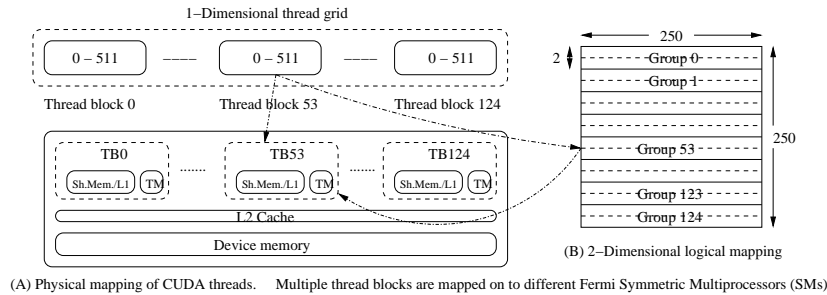 1–Dimensional thread grid
0 – 511 0 – 511 0 – 511
Thread block 0 Thread block 53 Thread block 124
250
2
Group 0
Group 1
Group 53
Group 123
Group 124
250
TB0 TB53 TB124
Sh.Mem./L1 TM Sh.Mem./L1 TM Sh.Mem./L1 TM
L2 Cache
Device memory
(B) 2–Dimensional logical mapping
(A) Physical mapping of CUDA threads. Multiple thread blocks are mapped on to different Fermi Symmetric Multiprocessors (SMs)